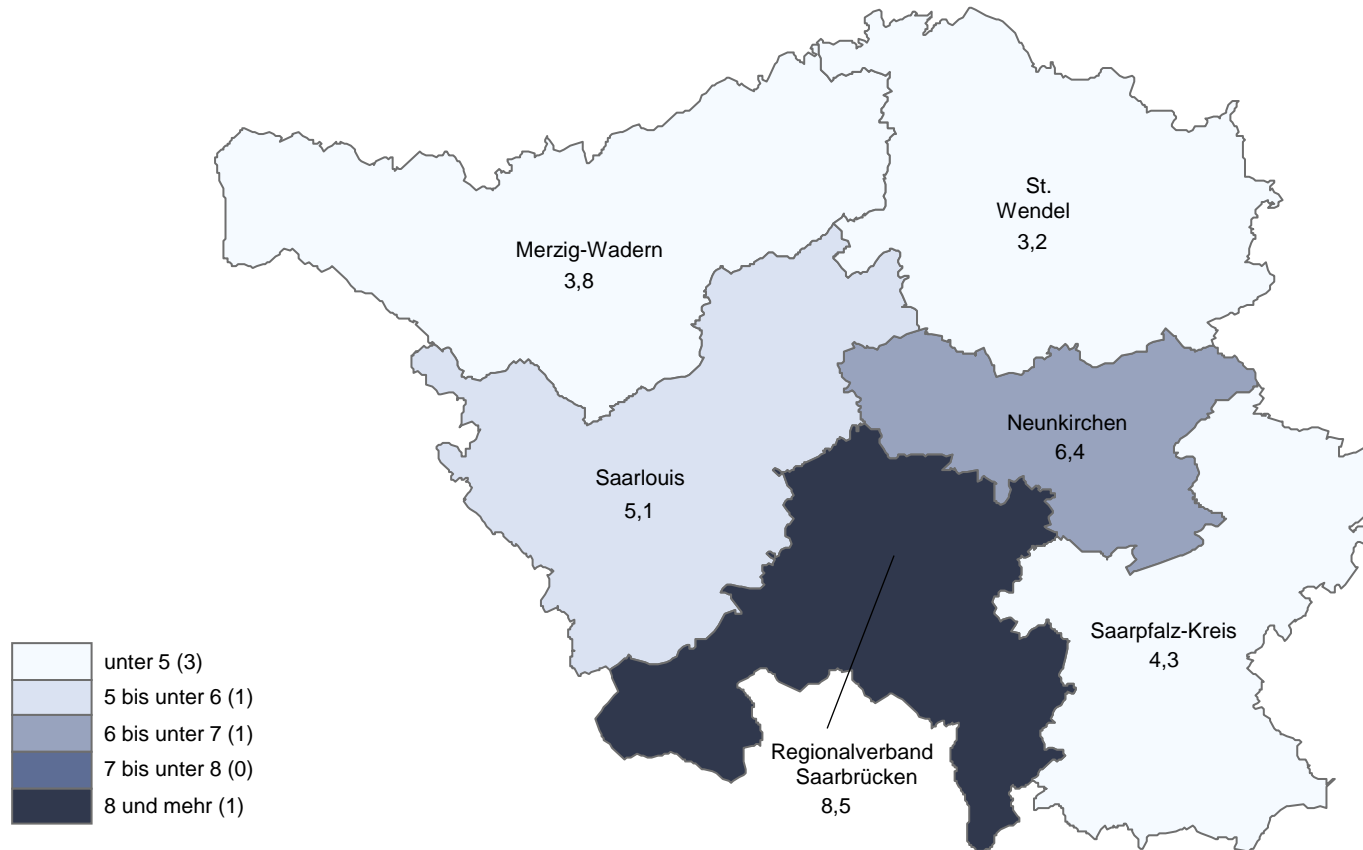 St.
Wendel
3,2
Merzig-Wadern
3,8
Neunkirchen
6,4
Saarlouis
5,1
Saarpfalz-Kreis
4,3
Regionalverband
Saarbrücken
8,5
unter 5 (3)
5 bis unter 6 (1)
6 bis unter 7 (1)
7 bis unter 8 (0)
8 und mehr (1)